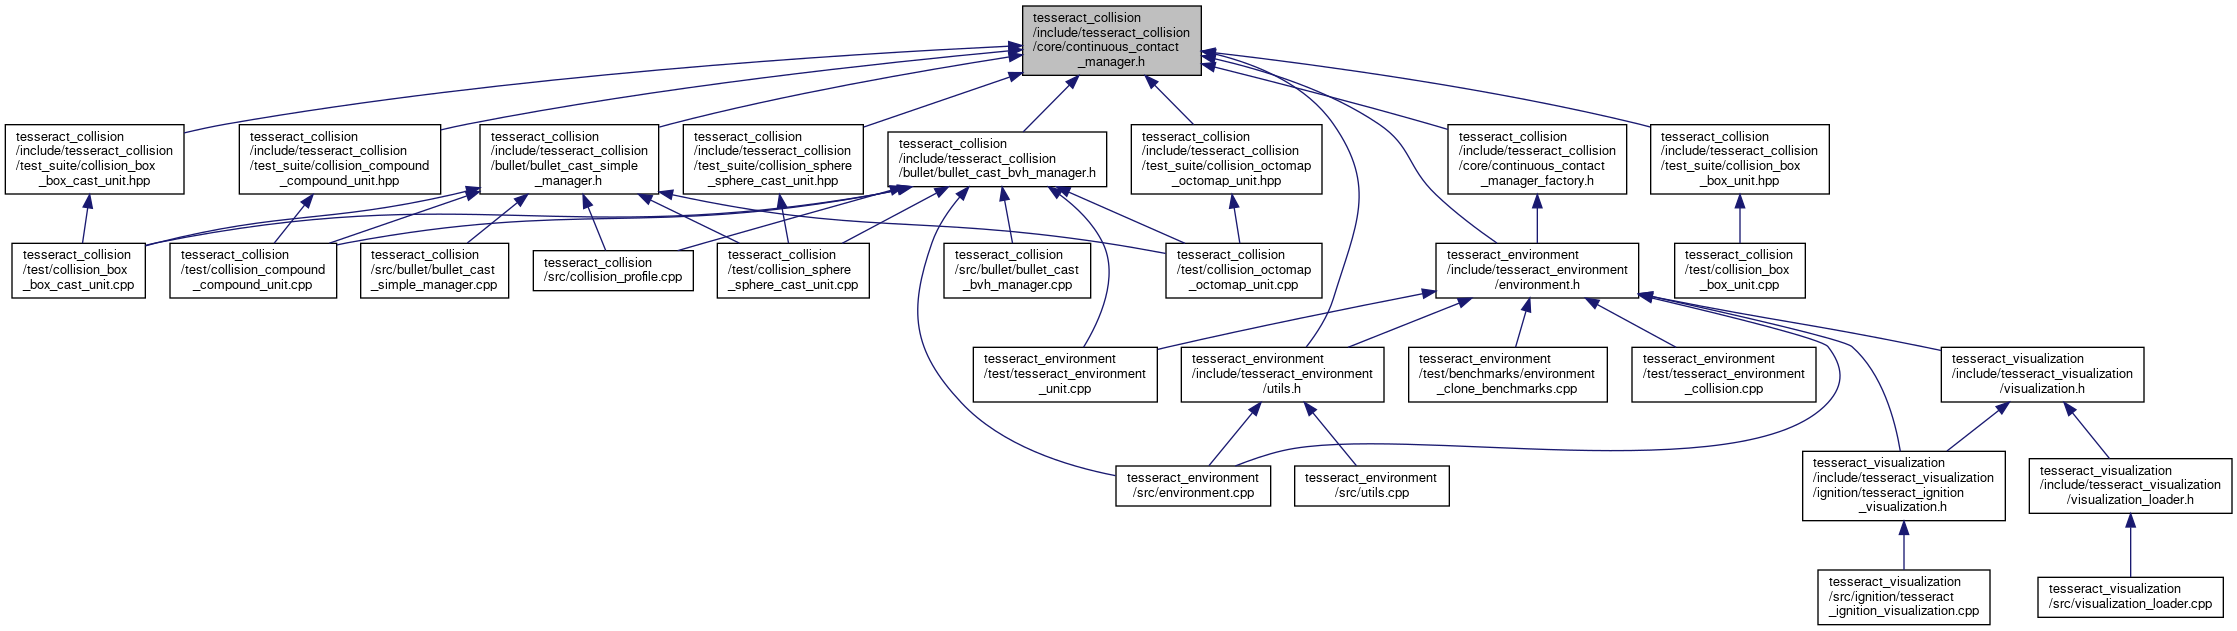 tesseract_collision
/include/tesseract_collision
/core/continuous_contact
_manager.h
tesseract_collision
/include/tesseract_collision
/test_suite/collision_box
_box_cast_unit.hpp
tesseract_collision
/include/tesseract_collision
/test_suite/collision_compound
_compound_unit.hpp
tesseract_collision
/include/tesseract_collision
/bullet/bullet_cast_simple
_manager.h
tesseract_collision
/include/tesseract_collision
/test_suite/collision_sphere
_sphere_cast_unit.hpp
tesseract_collision
/include/tesseract_collision
/bullet/bullet_cast_bvh_manager.h
tesseract_collision
/include/tesseract_collision
/test_suite/collision_octomap
_octomap_unit.hpp
tesseract_collision
/include/tesseract_collision
/core/continuous_contact
_manager_factory.h
tesseract_collision
/include/tesseract_collision
/test_suite/collision_box
_box_unit.hpp
tesseract_collision
/test/collision_box
_box_cast_unit.cpp
tesseract_collision
/test/collision_compound
_compound_unit.cpp
tesseract_collision
/src/bullet/bullet_cast
_simple_manager.cpp
tesseract_collision
/src/collision_profile.cpp
tesseract_collision
/test/collision_sphere
_sphere_cast_unit.cpp
tesseract_collision
/src/bullet/bullet_cast
_bvh_manager.cpp
tesseract_collision
/test/collision_octomap
_octomap_unit.cpp
tesseract_environment
/include/tesseract_environment
/environment.h
tesseract_collision
/test/collision_box
_box_unit.cpp
tesseract_environment
/test/tesseract_environment
_unit.cpp
tesseract_environment
/include/tesseract_environment
/utils.h
tesseract_environment
/test/benchmarks/environment
_clone_benchmarks.cpp
tesseract_environment
/test/tesseract_environment
_collision.cpp
tesseract_visualization
/include/tesseract_visualization
/visualization.h
tesseract_environment
/src/environment.cpp
tesseract_environment
/src/utils.cpp
tesseract_visualization
/include/tesseract_visualization
/ignition/tesseract_ignition
_visualization.h
tesseract_visualization
/include/tesseract_visualization
/visualization_loader.h
tesseract_visualization
/src/ignition/tesseract
_ignition_visualization.cpp
tesseract_visualization
/src/visualization_loader.cpp